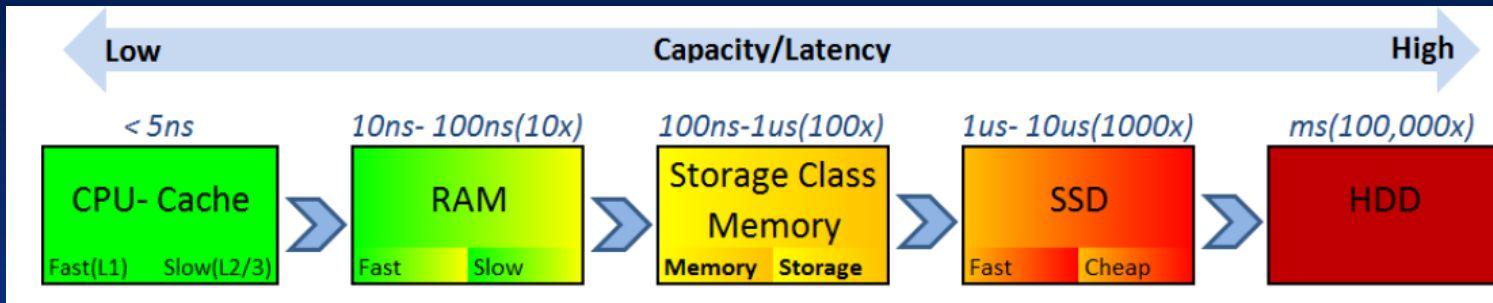 Low Capacity/Latency High
< 5ns 10ns- 100ns(10x) 100ns-1us(100x) 1us- 10us(1000x) ms(100,000x)
CPU- Cache
Fast(L1) Slow(L2/3)
RAM
Fast Slow
Storage Class
Memory
Memory Storage
SSD
Fast Cheap
HDD